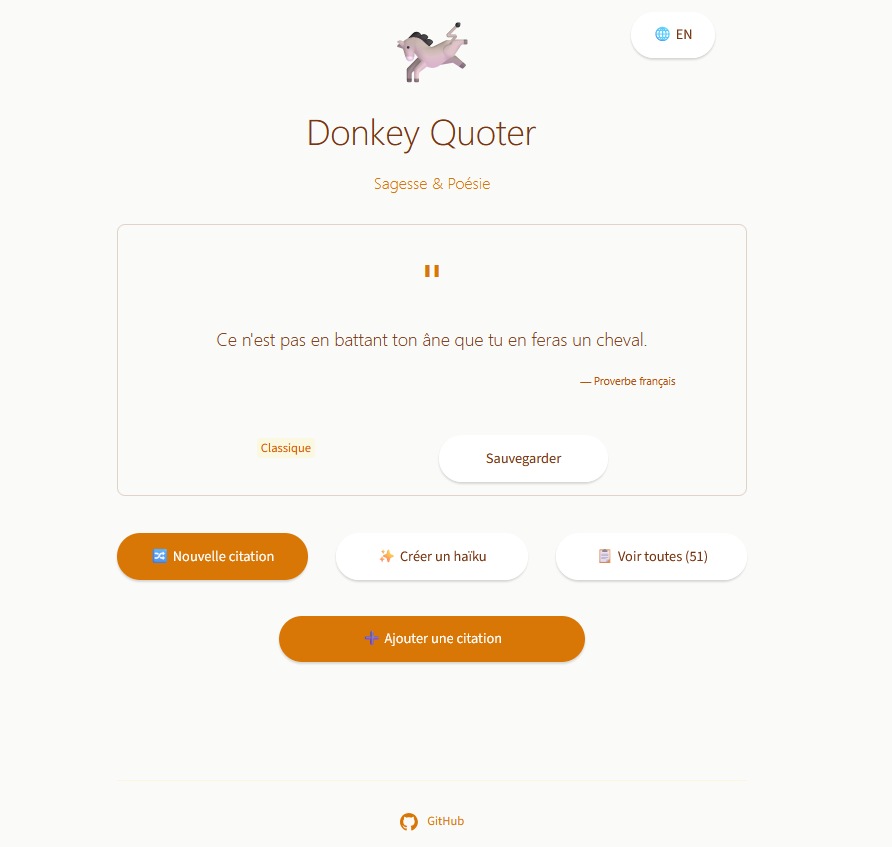 EN
Donkey Quoter
Sagesse & Poésie
"
Ce n'est pas en battant ton âne que tu en feras un cheval.
— Proverbe français
Classique
Sauvegarder
Nouvelle citation
Créer un haïku
Voir toutes (51)
Ajouter une citation
GitHub